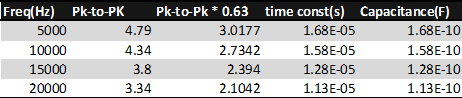 Freq(Hz) Pk-to-PK Pk-to-Pk * 0.63 time const(s) Capacitance(F)
5000 4.79 3.0177 1.68E-05 1.68E-10
10000 4.34 2.7342 1.58E-05 1.58E-10
15000 3.8 2.394 1.28E-05 1.28E-10
20000 3.34 2.1042 1.13E-05 1.13E-10